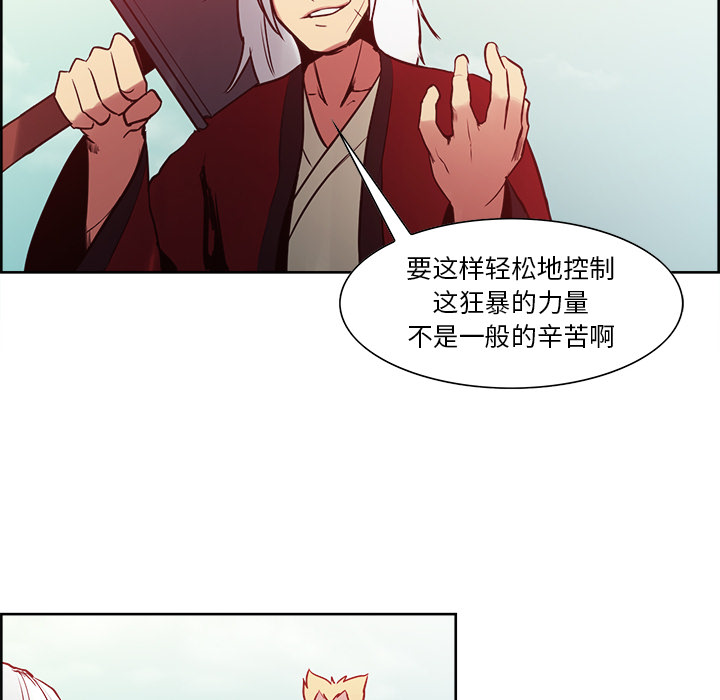 要这样轻松地控制
这狂暴的力量
不是一般的辛苦啊